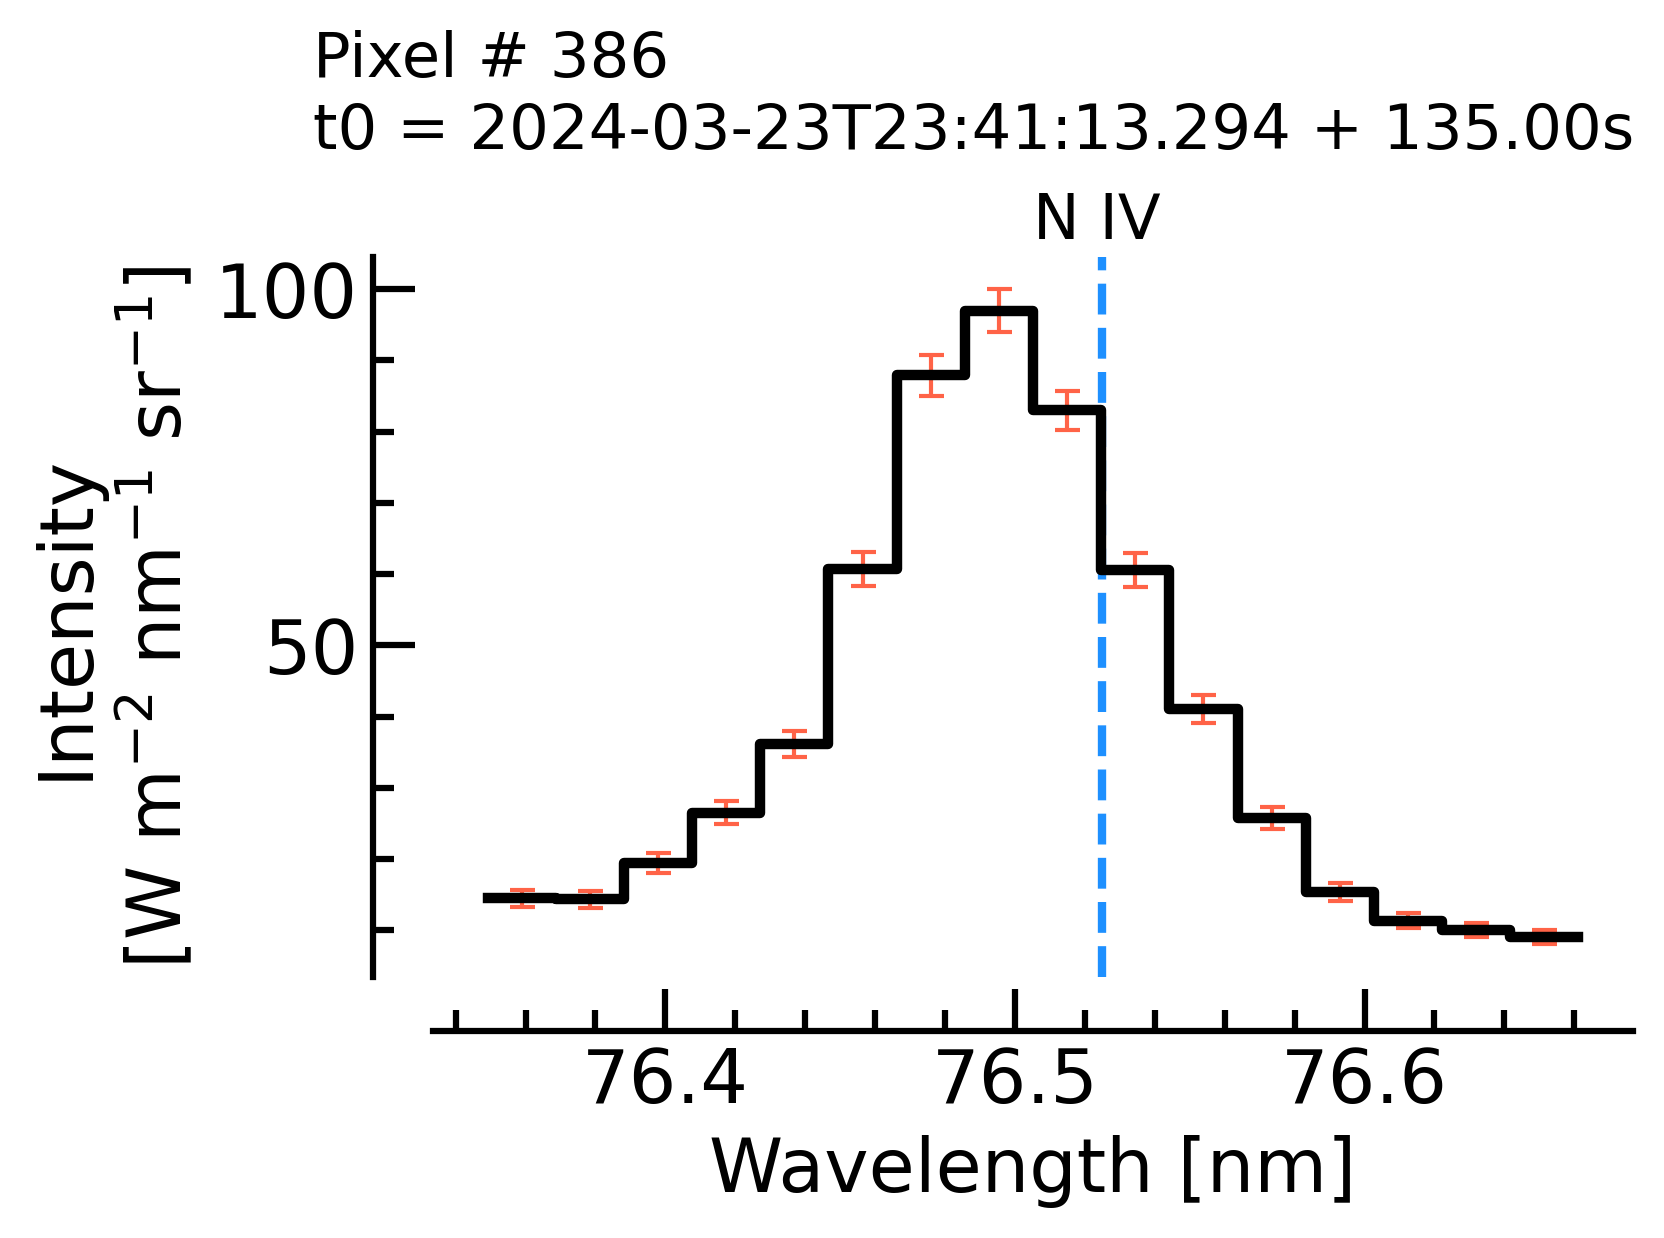 Pixel # 386
t0 = 2024-03-23T23:41:13.294 + 135.00s
N IV
Intensity
[W m⁻² nm⁻¹ sr⁻¹]
100
50
76.4 76.5 76.6
Wavelength [nm]